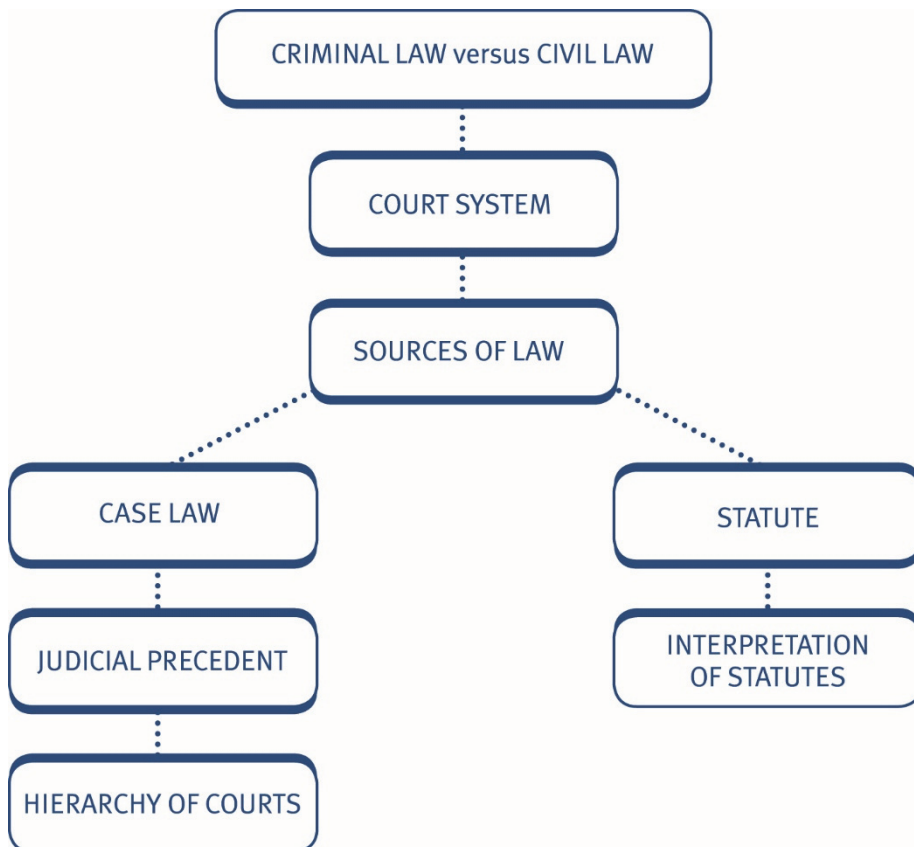 CRIMINAL LAW versus CIVIL LAW
COURT SYSTEM
SOURCES OF LAW
CASE LAW
STATUTE
JUDICIAL PRECEDENT
INTERPRETATION
OF STATUTES
HIERARCHY OF COURTS